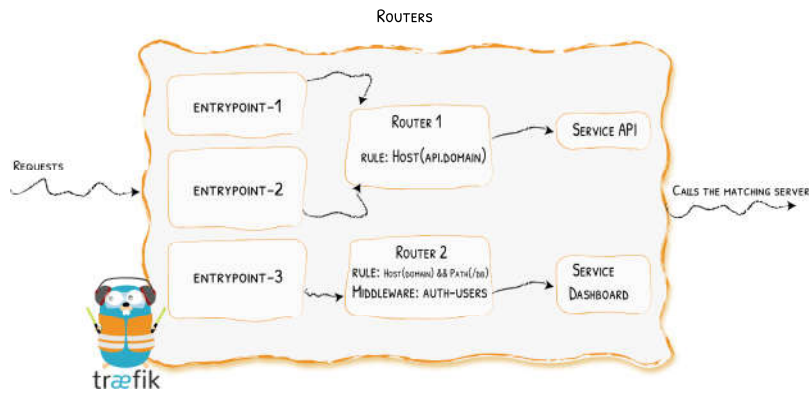 Routers
Requests
entrypoint-1
entrypoint-2
entrypoint-3
Router 1
rule: Host(api.domain)
Router 2
rule: Host(domain) && Path(/db)
Middleware: auth-users
Service API
Service
Dashboard
Calls the matching server
træfik